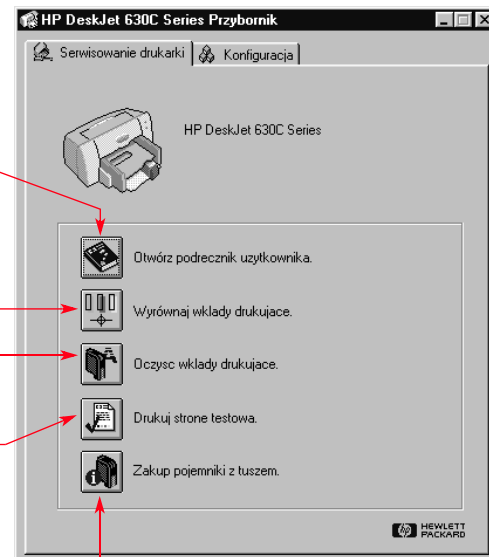 HP DeskJet 630C Series Przybornik
Serwisowanie drukarki
Konfiguracja
HP DeskJet 630C Series
Otwórz podrecznik uzytkownika.
Wyrównaj wklady drukujace.
Oczysc wklady drukujace.
Drukuj strone testowa.
Zakup pojemniki z tuszem.
hp HEWLETT
PACKARD